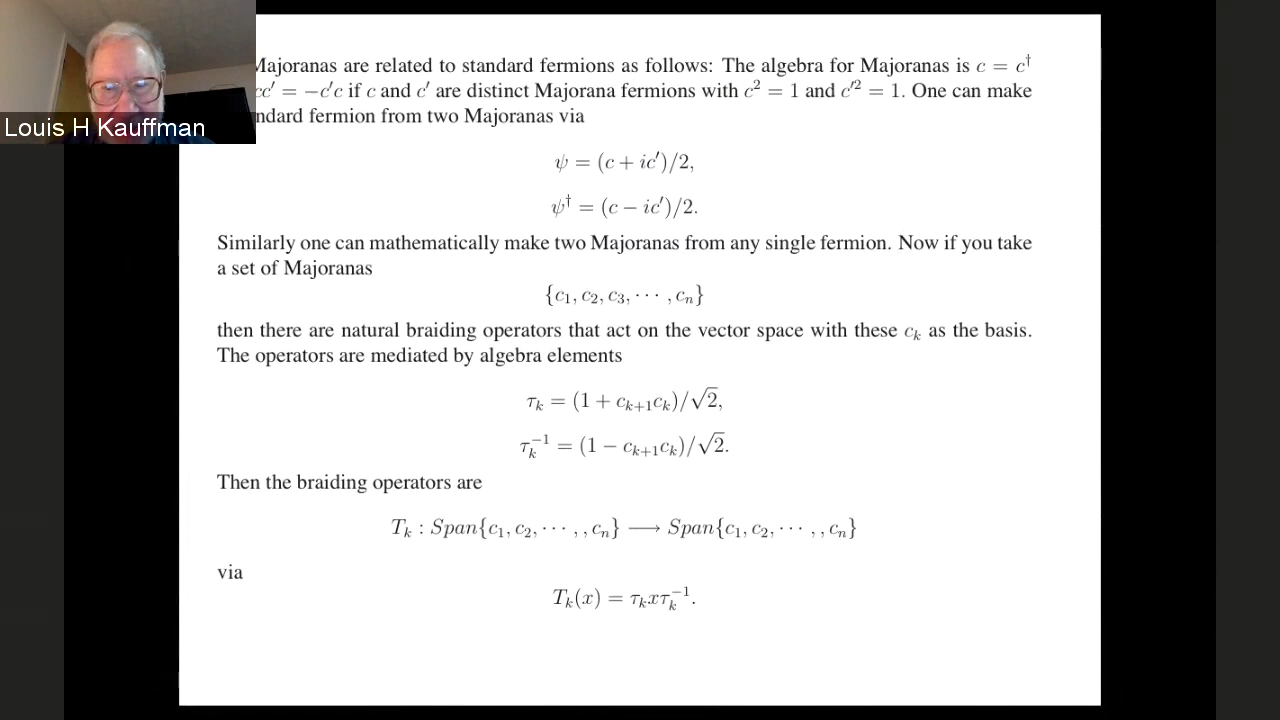 Majoranas are related to standard fermions as follows: The algebra for Majoranas is c = c†
cc′ = −c′c if c and c′ are distinct Majorana fermions with c² = 1 and c′² = 1. One can make
ndard fermion from two Majoranas via
Louis H Kauffman
ψ = (c + ic′)/2,
ψ† = (c − ic′)/2.
Similarly one can mathematically make two Majoranas from any single fermion. Now if you take
a set of Majoranas
{c₁, c₂, c₃, ⋯ , cₙ}
then there are natural braiding operators that act on the vector space with these cₖ as the basis.
The operators are mediated by algebra elements
τₖ = (1 + cₖ₊₁cₖ)/√2,
τₖ⁻¹ = (1 − cₖ₊₁cₖ)/√2.
Then the braiding operators are
Tₖ : Span{c₁, c₂, ⋯ , , cₙ} ⟶ Span{c₁, c₂, ⋯ , , cₙ}
via
Tₖ(x) = τₖxτₖ⁻¹.